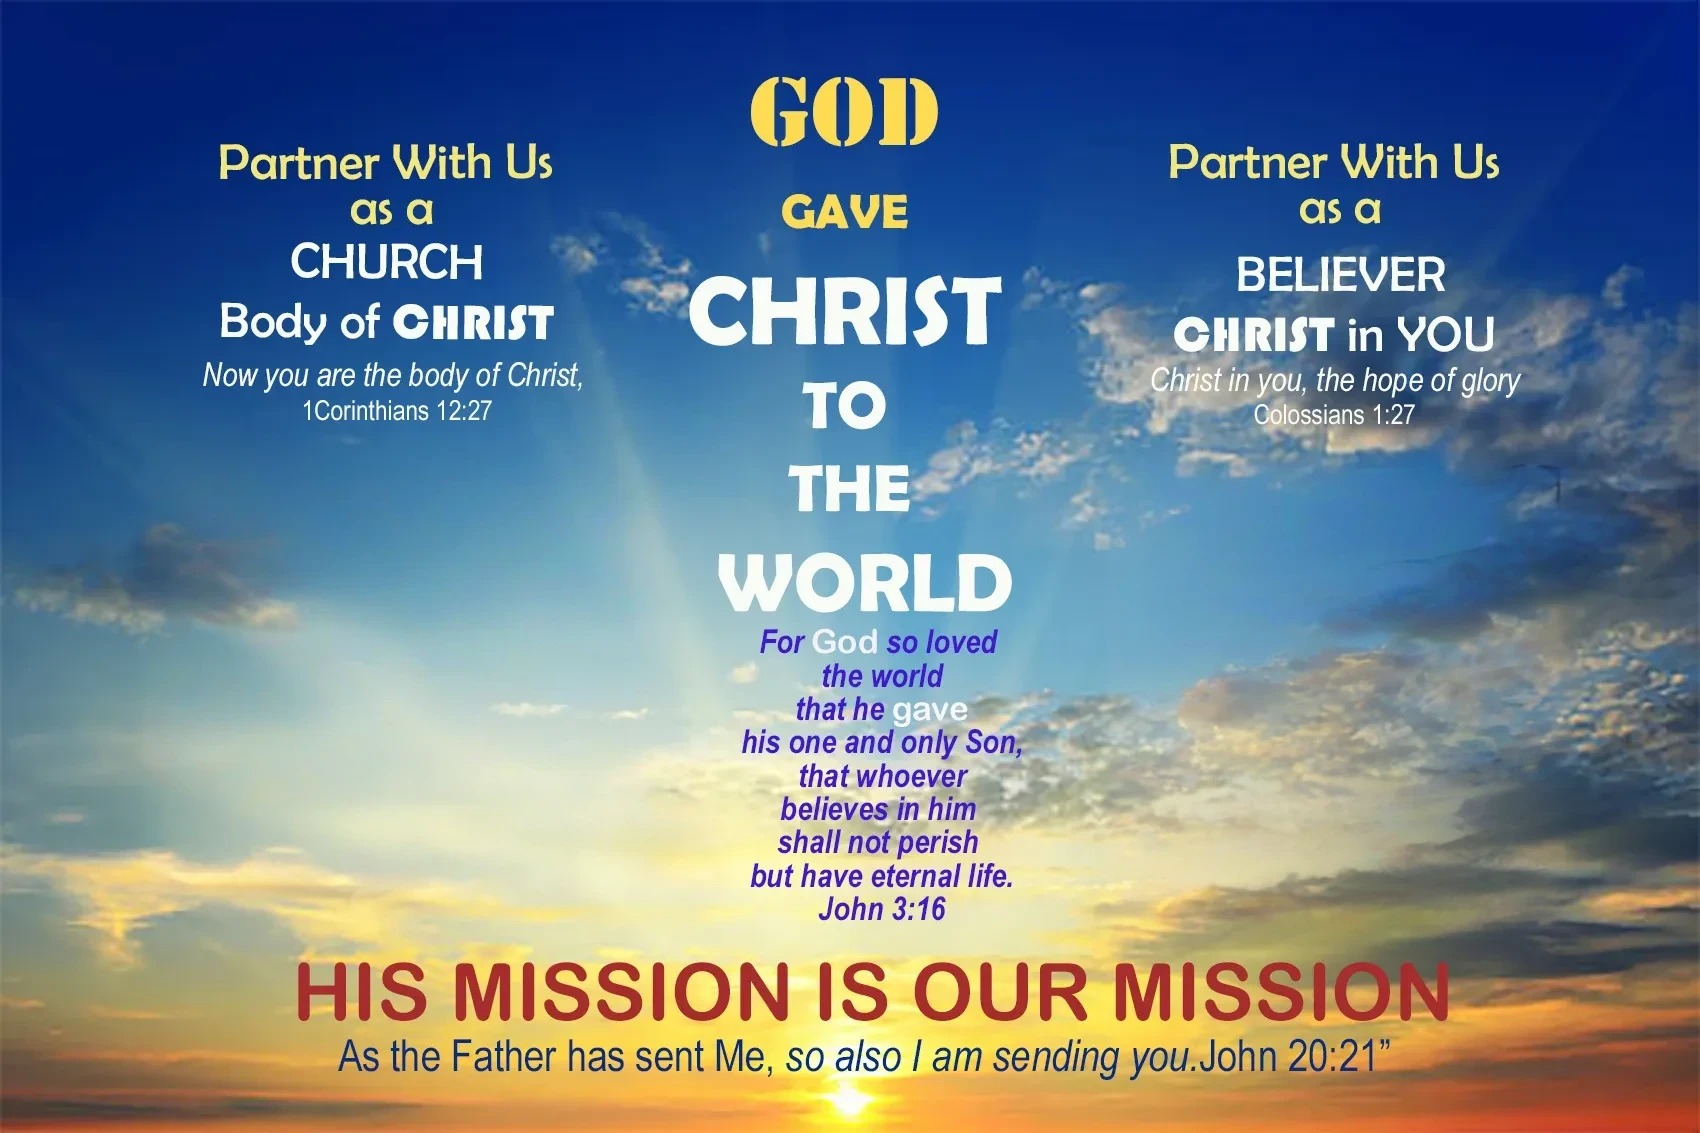 GOD
GAVE
CHRIST
TO
THE
WORLD
For God so loved
the world
that he gave
his one and only Son,
that whoever
believes in him
shall not perish
but have eternal life.
John 3:16
Partner With Us
as a
CHURCH
Body of CHRIST
Now you are the body of Christ,
1Corinthians 12:27
Partner With Us
as a
BELIEVER
CHRIST in YOU
Christ in you, the hope of glory
Colossians 1:27
HIS MISSION IS OUR MISSION
As the Father has sent Me, so also I am sending you.John 20:21”